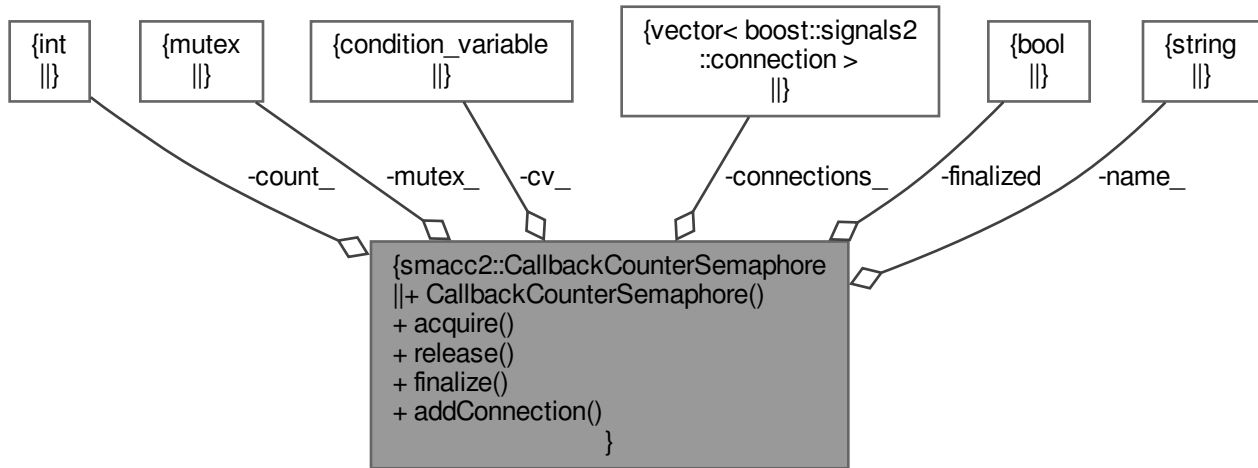 {int
||}
{mutex
||}
{condition_variable
||}
{vector< boost::signals2
::connection >
||}
{bool
||}
{string
||}
-count_
-mutex_
-cv_
-connections_
-finalized
-name_
{smacc2::CallbackCounterSemaphore
||+ CallbackCounterSemaphore()
+ acquire()
+ release()
+ finalize()
+ addConnection()
}